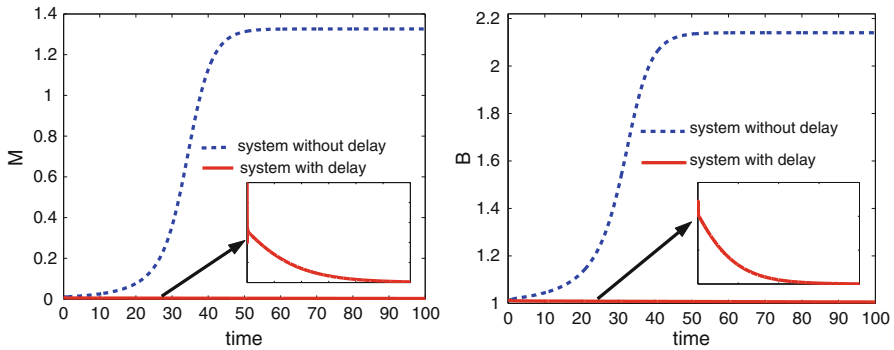 1.4
1.2
1
0.8
0.6
0.4
0.2
0
M
system without delay
system with delay
0 10 20 30 40 50 60 70 80 90 100
time
2.2
2
1.8
1.6
1.4
1.2
1
B
system without delay
system with delay
0 10 20 30 40 50 60 70 80 90 100
time